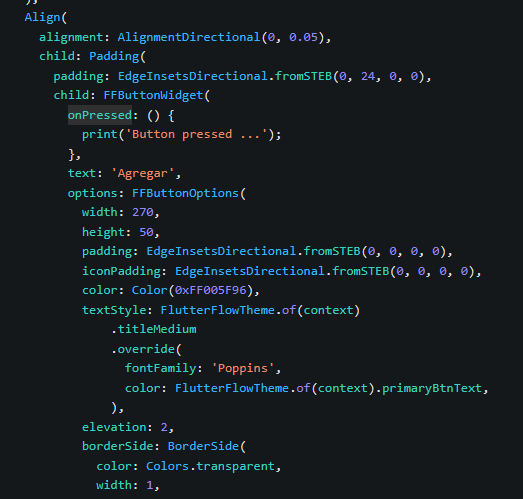 ),
Align(
alignment: AlignmentDirectional(0, 0.05),
child: Padding(
padding: EdgeInsetsDirectional.fromSTEB(0, 24, 0, 0),
child: FFButtonWidget(
onPressed: () {
print('Button pressed ...');
},
text: 'Agregar',
options: FFButtonOptions(
width: 270,
height: 50,
padding: EdgeInsetsDirectional.fromSTEB(0, 0, 0, 0),
iconPadding: EdgeInsetsDirectional.fromSTEB(0, 0, 0, 0),
color: Color(0xFF005F96),
textStyle: FlutterFlowTheme.of(context)
.titleMedium
.override(
fontFamily: 'Poppins',
color: FlutterFlowTheme.of(context).primaryBtnText,
),
elevation: 2,
borderSide: BorderSide(
color: Colors.transparent,
width: 1,